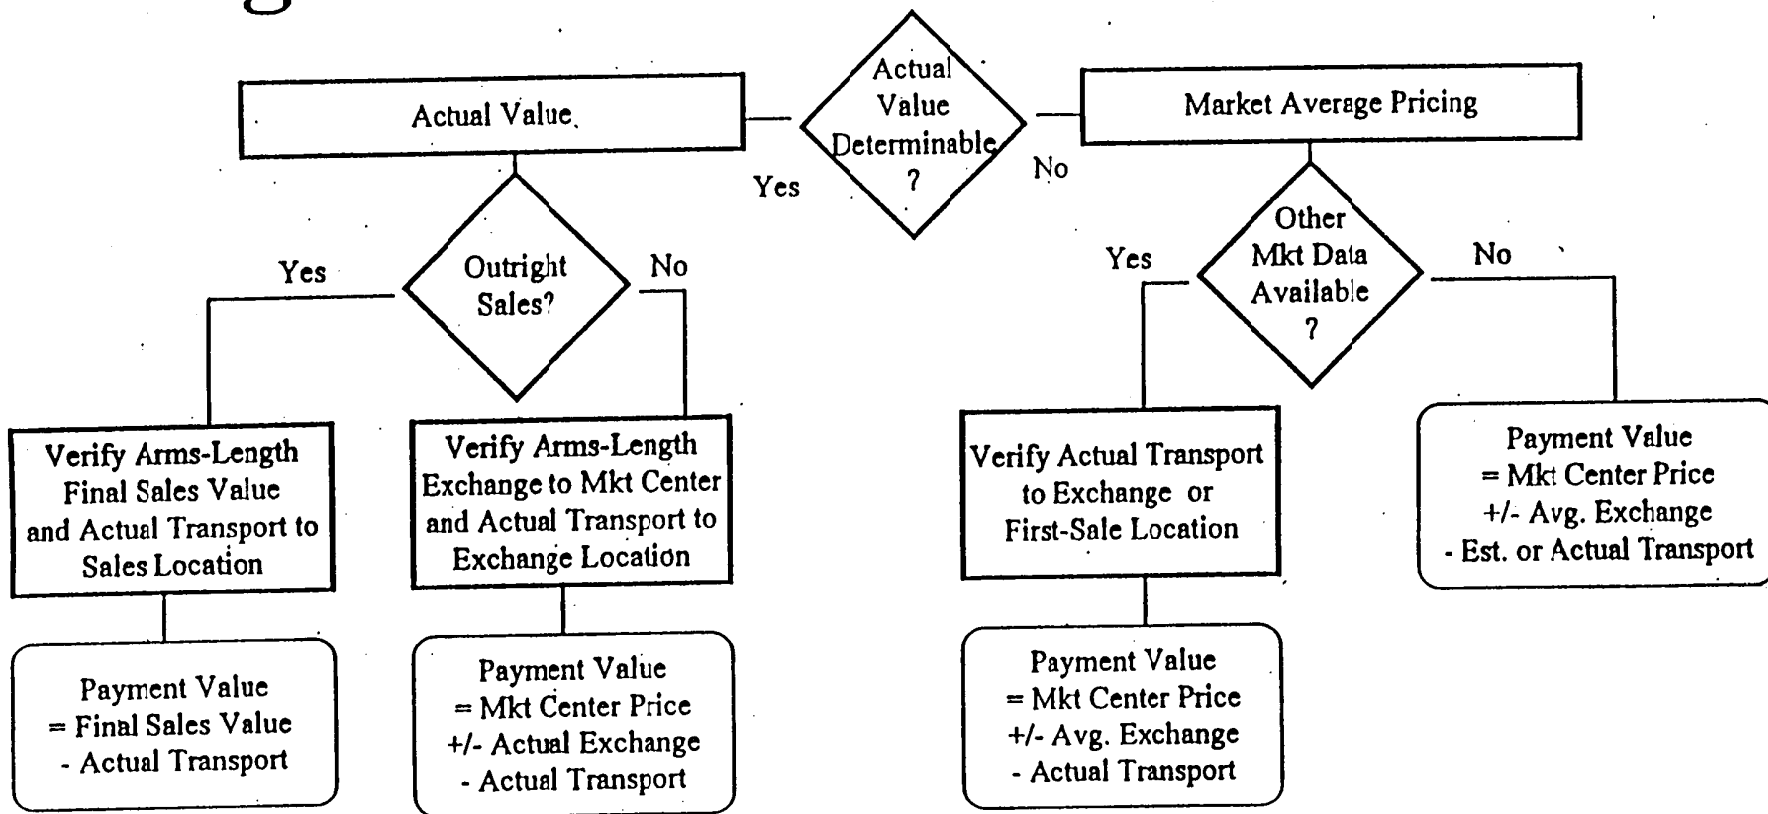 Actual
Value
Determinable
?
Actual Value
Market Average Pricing
Yes
No
Outright
Sales?
Yes
No
Other
Mkt Data
Available
?
Yes
No
Verify Arms-Length
Final Sales Value
and Actual Transport to
Sales Location
Verify Arms-Length
Exchange to Mkt Center
and Actual Transport to
Exchange Location
Verify Actual Transport
to Exchange or
First-Sale Location
Payment Value
= Mkt Center Price
+/- Avg. Exchange
- Est. or Actual Transport
Payment Value
= Final Sales Value
- Actual Transport
Payment Value
= Mkt Center Price
+/- Actual Exchange
- Actual Transport
Payment Value
= Mkt Center Price
+/- Avg. Exchange
- Actual Transport